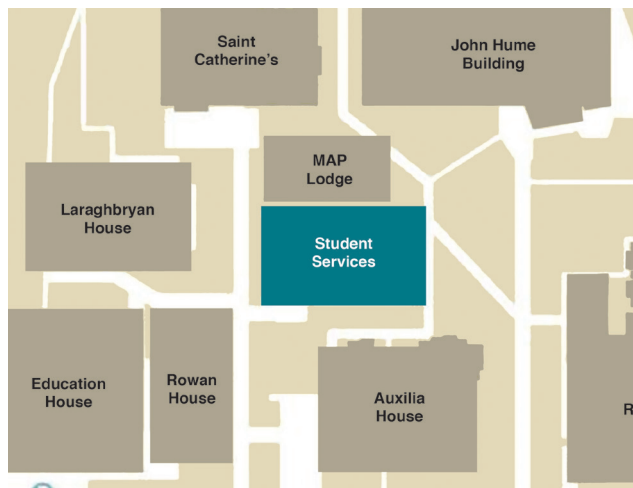 Saint
Catherine's
John Hume
Building
MAP
Lodge
Laraghbryan
House
Student
Services
Education
House
Rowan
House
Auxilia
House
R